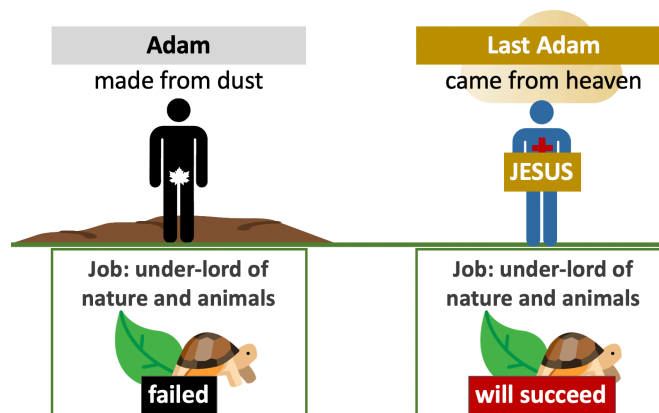 Adam
made from dust
Job: under-lord of
nature and animals
failed
Last Adam
came from heaven
JESUS
Job: under-lord of
nature and animals
will succeed